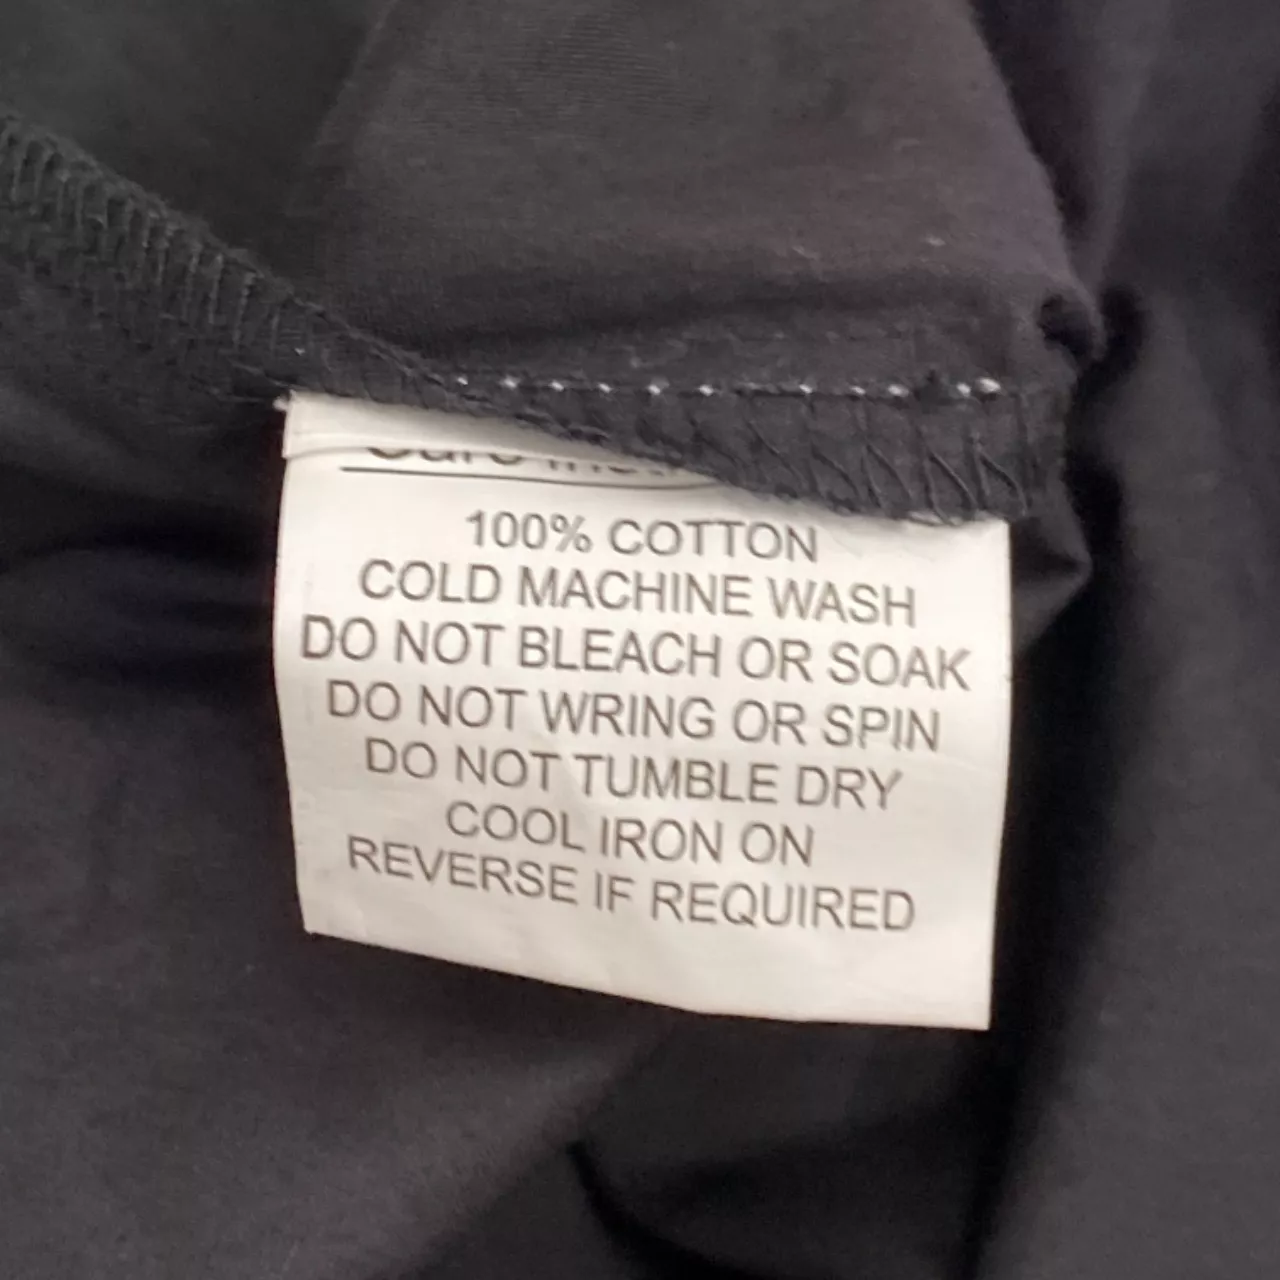 100% COTTON
COLD MACHINE WASH
DO NOT BLEACH OR SOAK
DO NOT WRING OR SPIN
DO NOT TUMBLE DRY
COOL IRON ON
REVERSE IF REQUIRED